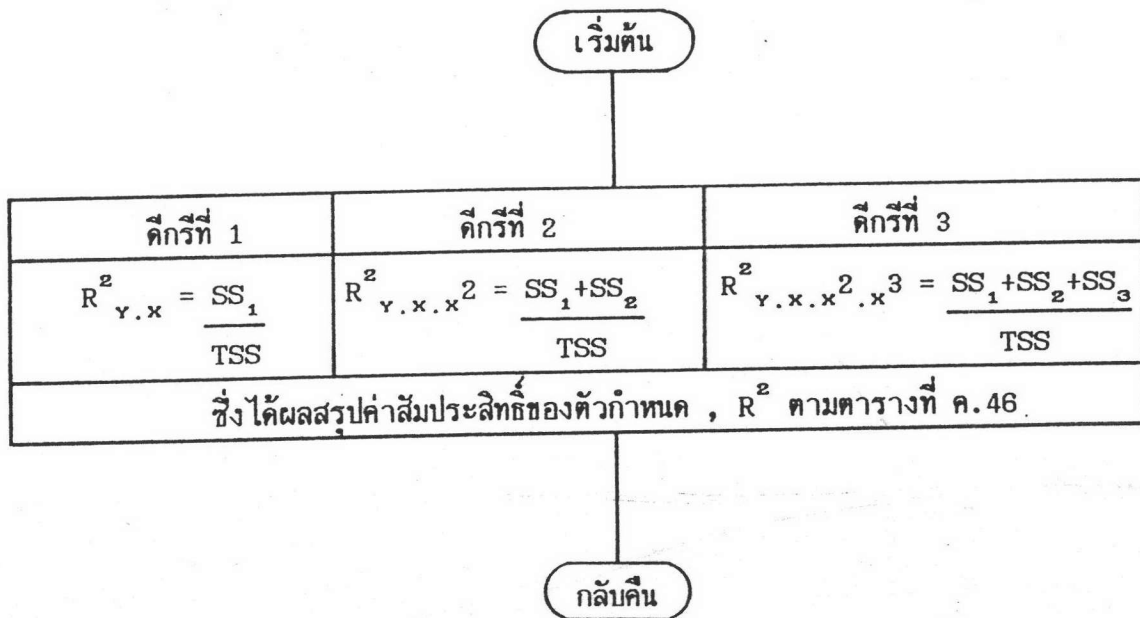 เริ่มต้น
ดีกรีที่ 1 ดีกรีที่ 2 ดีกรีที่ 3
R²Y.X = SS₁/TSS R²Y.X.X² = SS₁+SS₂/TSS R²Y.X.X².X³ = SS₁+SS₂+SS₃/TSS
ซึ่งได้ผลสรุปค่าสัมประสิทธิ์ของตัวกำหนด , R² ตามตารางที่ ค.46
กลับคืน